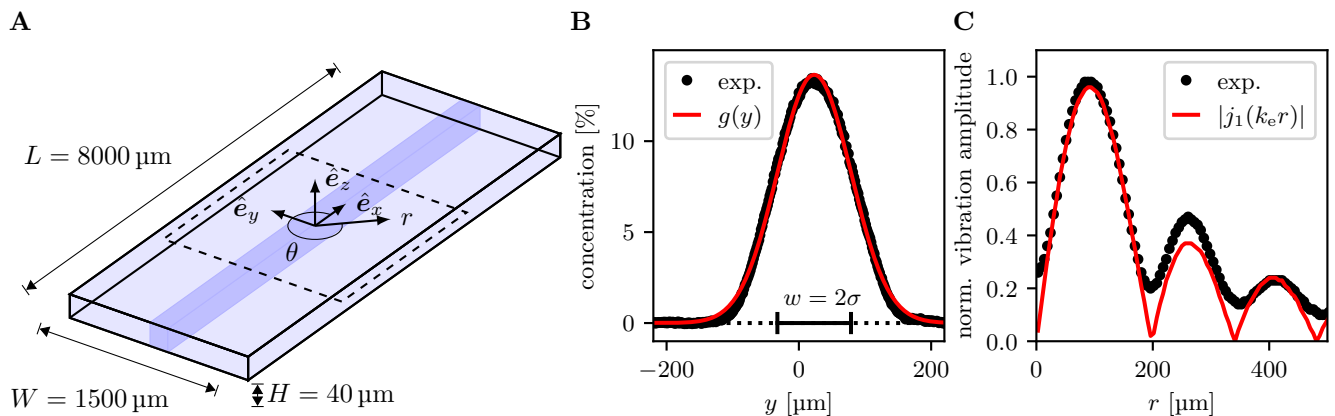 A
L = 8000 µm
W = 1500 µm
H = 40 µm
ê_z
ê_y
ê_x
r
θ
B
concentration [%]
exp.
g(y)
w = 2σ
10
5
0
−200
0
200
y [µm]
C
norm. vibration amplitude
exp.
|j₁(kₑr)|
1.0
0.8
0.6
0.4
0.2
0.0
0
200
400
r [µm]